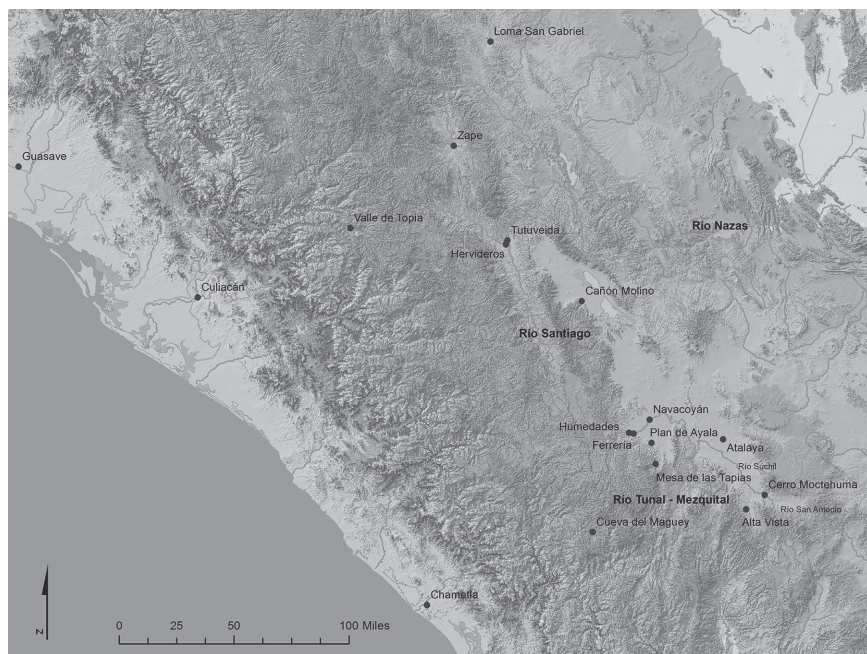 Loma San Gabriel
Zape
Guasave
Valle de Topia
Río Nazas
Tutuveida
Hervideros
Culiacán
Cañón Molino
Río Santiago
Navacoyán
Humedades
Plan de Ayala
Ferrería
Atalaya
Río Suchil
Mesa de las Tapias
Cerro Moctehuma
Río Tunal - Mezquital
Río San Antonio
Cueva del Maguey
Alta Vista
Chametla
N
0 25 50 100 Miles